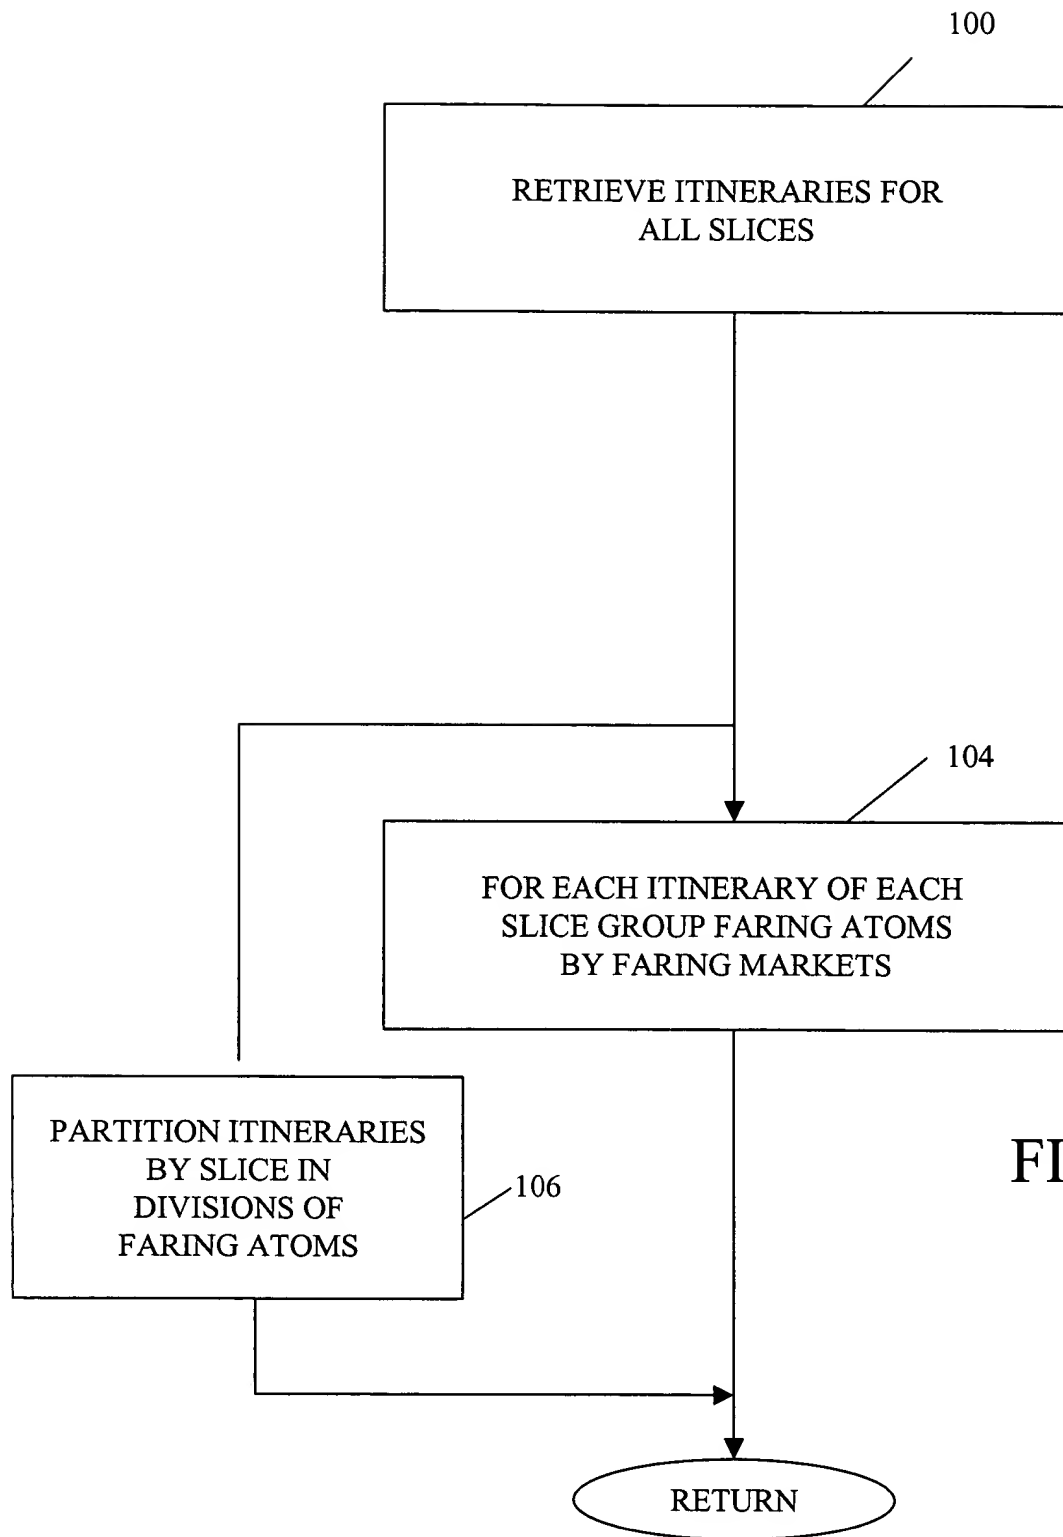 100
RETRIEVE ITINERARIES FOR
ALL SLICES
104
FOR EACH ITINERARY OF EACH
SLICE GROUP FARING ATOMS
BY FARING MARKETS
PARTITION ITINERARIES
BY SLICE IN
DIVISIONS OF
FARING ATOMS
106
FI
RETURN